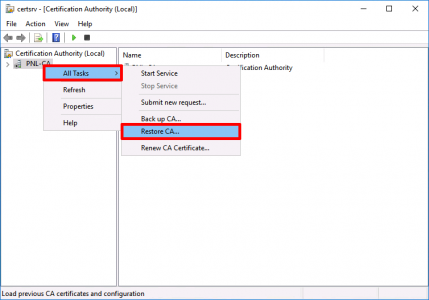 certsrv - [Certification Authority (Local)]
File Action View Help
Certification Authority (Local)
PNL-CA
Name Description
Certification Authority
All Tasks
Refresh
Properties
Help
Start Service
Stop Service
Submit new request...
Back up CA...
Restore CA...
Renew CA Certificate...
Load previous CA certificates and configuration